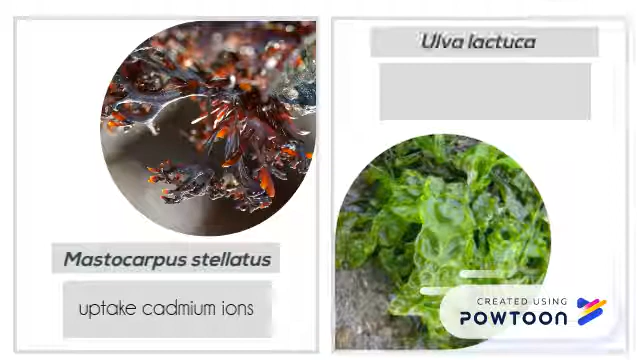 Mastocarpus stellatus
uptake cadmium ions
Ulva lactuca
CREATED USING
POWTOON